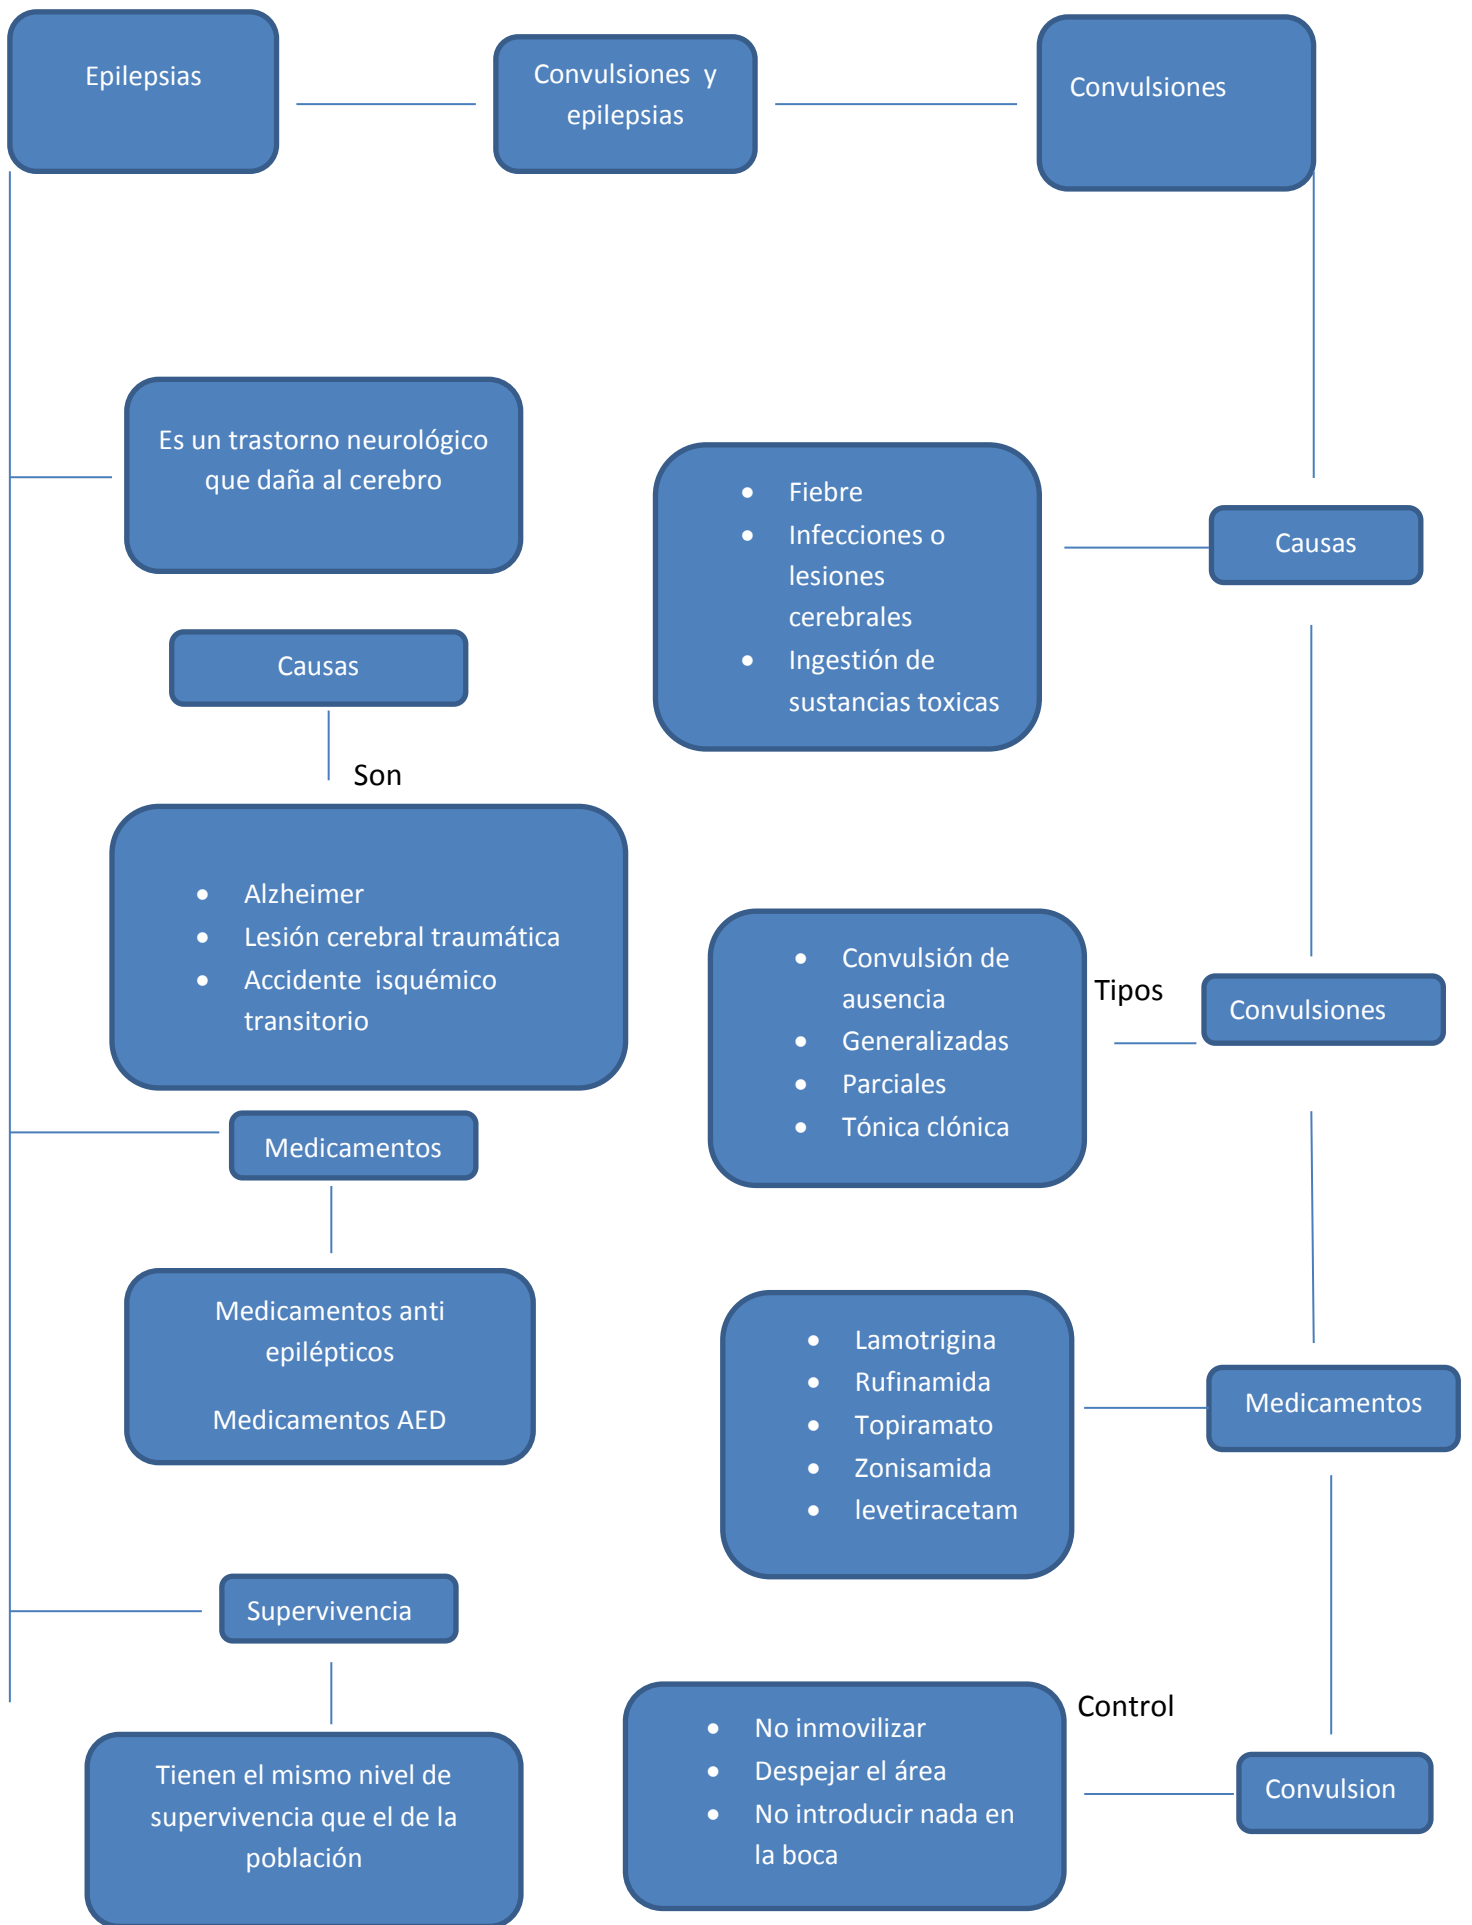 Epilepsias
Convulsiones y
epilepsias
Convulsiones
Es un trastorno neurológico
que daña al cerebro
Causas
Son
Alzheimer
Lesión cerebral traumática
Accidente isquémico
transitorio
Medicamentos
Medicamentos anti
epilépticos
Medicamentos AED
Supervivencia
Tienen el mismo nivel de
supervivencia que el de la
población
Causas
Fiebre
Infecciones o
lesiones
cerebrales
Ingestión de
sustancias toxicas
Convulsiones
Tipos
Convulsión de
ausencia
Generalizadas
Parciales
Tónica clónica
Medicamentos
Lamotrigina
Rufinamida
Topiramato
Zonisamida
levetiracetam
Convulsion
Control
No inmovilizar
Despejar el área
No introducir nada en
la boca